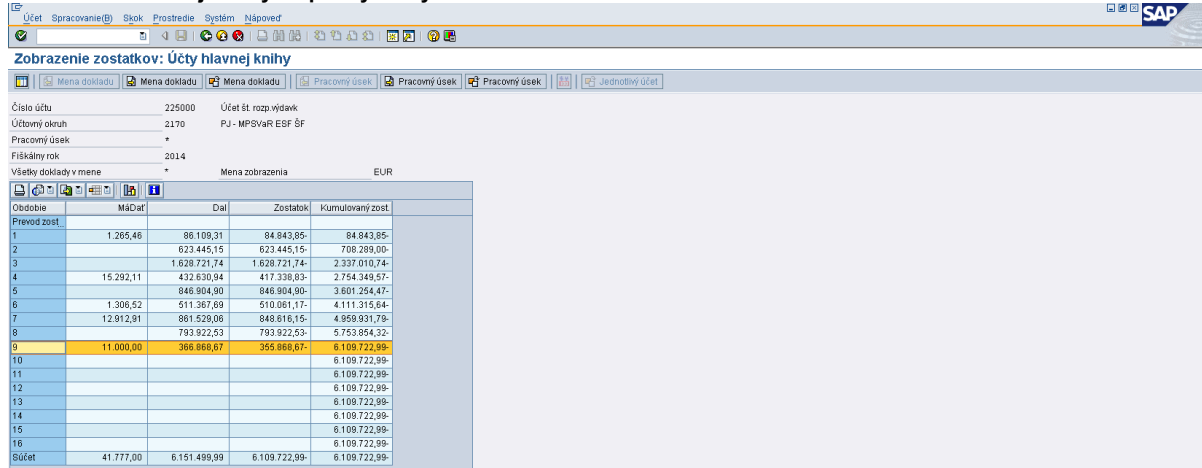 Účet Spracovanie(B) Skok Prostredie Systém Nápoveď
SAP
Zobrazenie zostatkov: Účty hlavnej knihy
Mena dokladu Mena dokladu Mena dokladu Pracovný úsek Pracovný úsek Pracovný úsek Jednotlivý účet
Číslo účtu 225000 Účet št. rozp.výdavk
Účtovný okruh 2170 PJ - MPSVaR ESF ŠF
Pracovný úsek *
Fiškálny rok 2014
Všetky doklady v mene * Mena zobrazenia EUR
Obdobie MáDať Dal Zostatok Kumulovaný zost.
Prevod zost...
1 1.265,46 86.109,31 84.843,85- 84.843,85-
2 623.445,15 623.445,15- 708.289,00-
3 1.628.721,74 1.628.721,74- 2.337.010,74-
4 15.292,11 432.630,94 417.338,83- 2.754.349,57-
5 846.904,90 846.904,90- 3.601.254,47-
6 1.306,52 511.367,69 510.061,17- 4.111.315,64-
7 12.912,91 861.529,06 848.616,15- 4.959.931,79-
8 793.922,53 793.922,53- 5.753.854,32-
9 11.000,00 366.868,67 355.868,67- 6.109.722,99-
10 6.109.722,99-
11 6.109.722,99-
12 6.109.722,99-
13 6.109.722,99-
14 6.109.722,99-
15 6.109.722,99-
16 6.109.722,99-
Súčet 41.777,00 6.151.499,99 6.109.722,99- 6.109.722,99-